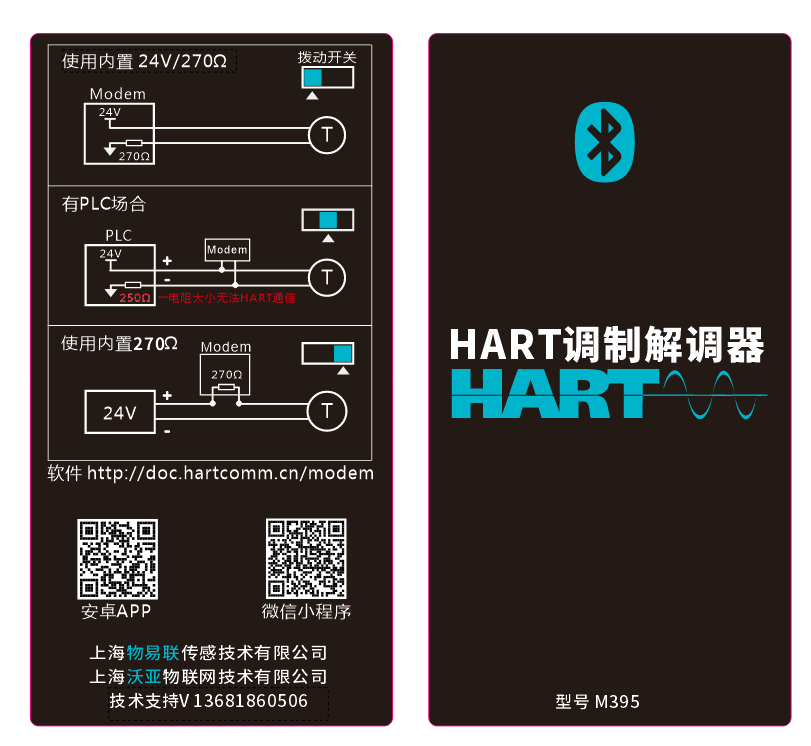 使用内置 24V/270Ω
拨动开关
Modem
24V
270Ω
T
有PLC场合
PLC
24V
+
Modem
T
-
250Ω ←电阻太小无法HART通信
使用内置270Ω
Modem
270Ω
+
24V
T
-
软件 http://doc.hartcomm.cn/modem
安卓APP
微信小程序
上海物易联传感技术有限公司
上海沃亚物联网技术有限公司
技术支持V 13681860506
HART调制解调器
HART
型号 M395